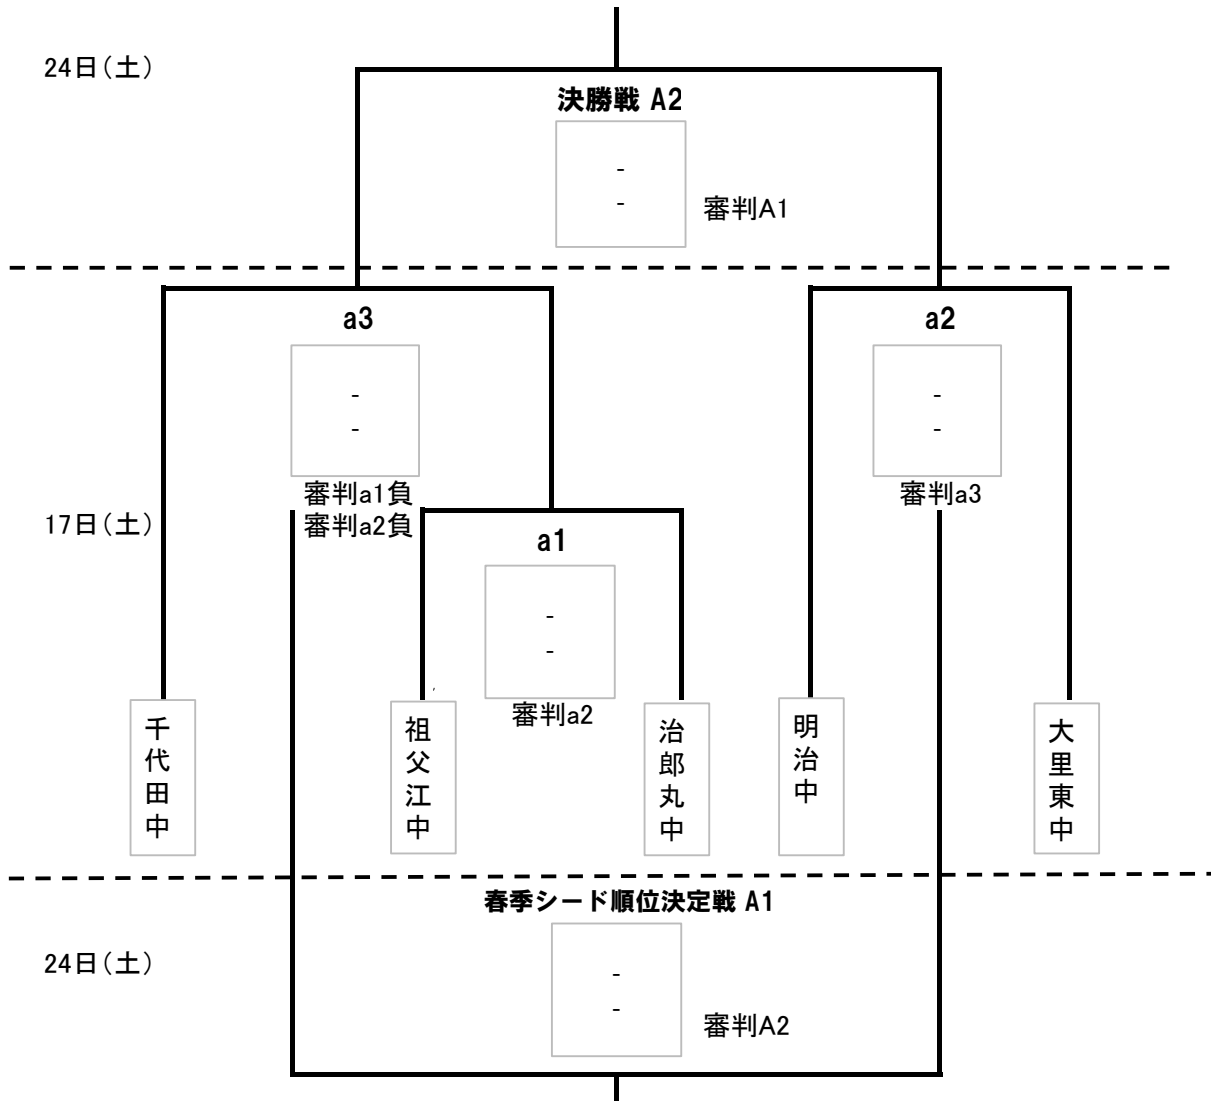 24日(土)
決勝戦 A2
-
-
審判A1
a3
a2
-
-
-
-
審判a1負
審判a2負
審判a3
17日(土)
a1
-
-
審判a2
千代田中
祖父江中
治郎丸中
明治中
大里東中
春季シード順位決定戦 A1
24日(土)
-
-
審判A2